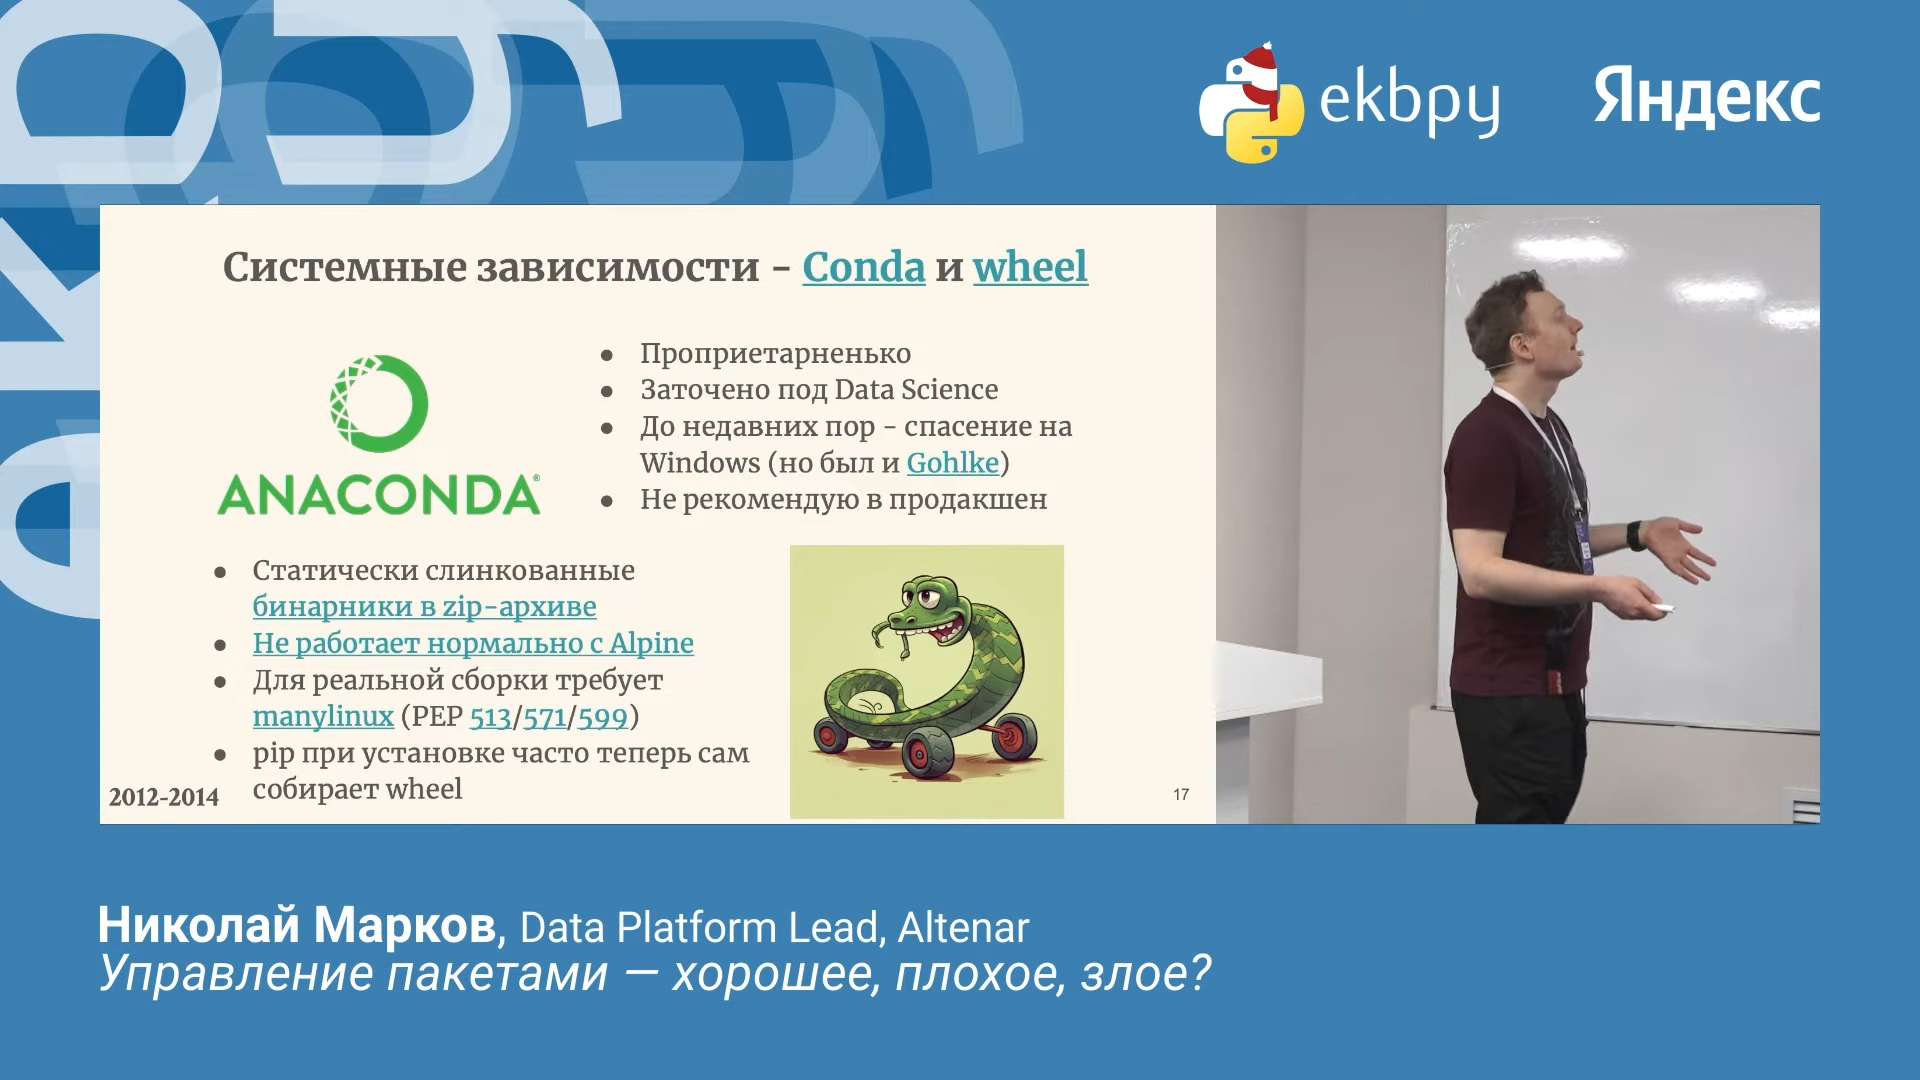 ekbpy
Яндекс
Системные зависимости - Conda и wheel
ANACONDA®
● Проприетарненько
● Заточено под Data Science
● До недавних пор - спасение на
Windows (но был и Gohlke)
● Не рекомендую в продакшен
● Статически слинкованные
бинарники в zip-архиве
● Не работает нормально с Alpine
● Для реальной сборки требует
manylinux (PEP 513/571/599)
● pip при установке часто теперь сам
собирает wheel
2012-2014
17
Николай Марков, Data Platform Lead, Altenar
Управление пакетами — хорошее, плохое, злое?